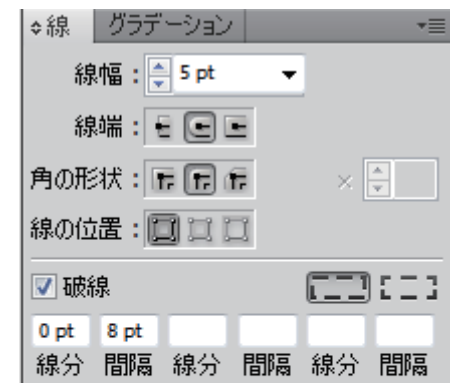 線 グラデーション
線幅： 5 pt
線端：
角の形状： ×
線の位置：
破線
0 pt 8 pt
線分 間隔 線分 間隔 線分 間隔